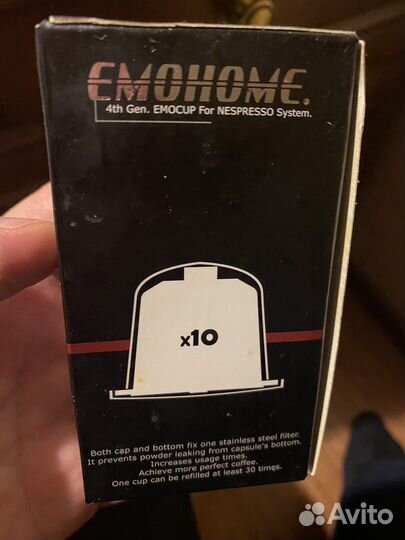 EMOHOME.
4th Gen. EMOCUP For NESPRESSO System.
x10
Both cap and bottom fix one stainless steel filter.
It prevents powder leaking from capsule's bottom.
Increases usage times.
Achieve more perfect coffee.
One cup can be refilled at least 30 times.
Avito